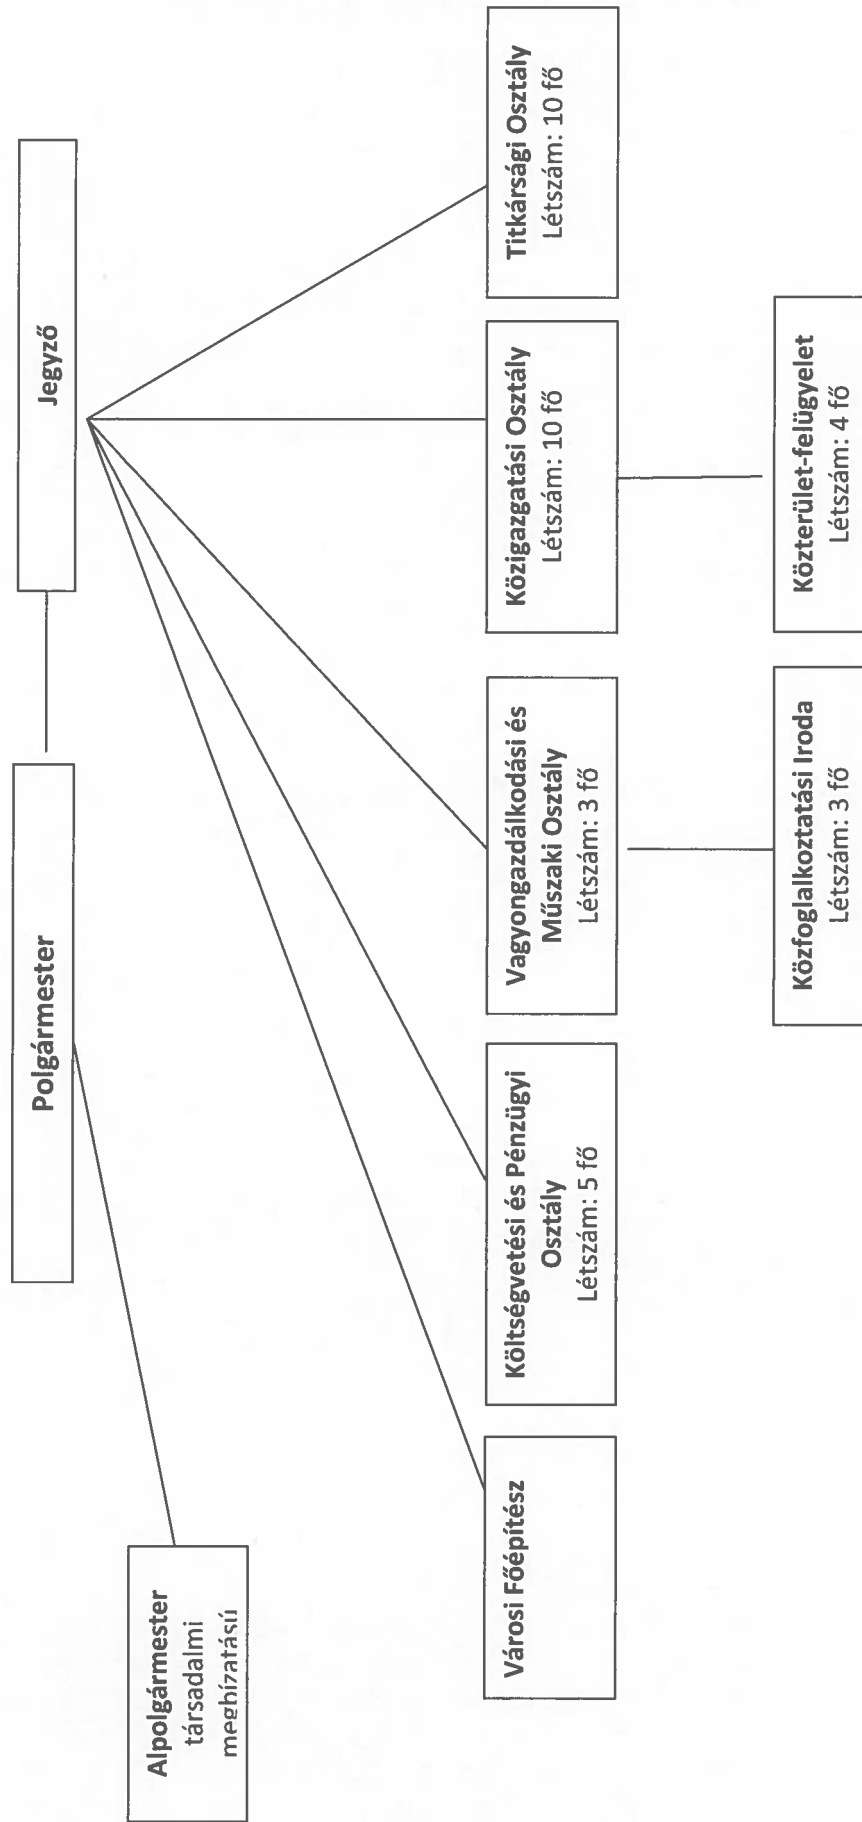 Polgármester
Jegyző
Alpolgármester
társadalmi
megbízatású
Városi Főépítész
Költségvetési és Pénzügyi
Osztály
Létszám: 5 fő
Vagyongazdálkodási és
Műszaki Osztály
Létszám: 3 fő
Közigazgatási Osztály
Létszám: 10 fő
Titkársági Osztály
Létszám: 10 fő
Közfoglalkoztatási Iroda
Létszám: 3 fő
Közterület-felügyelet
Létszám: 4 fő